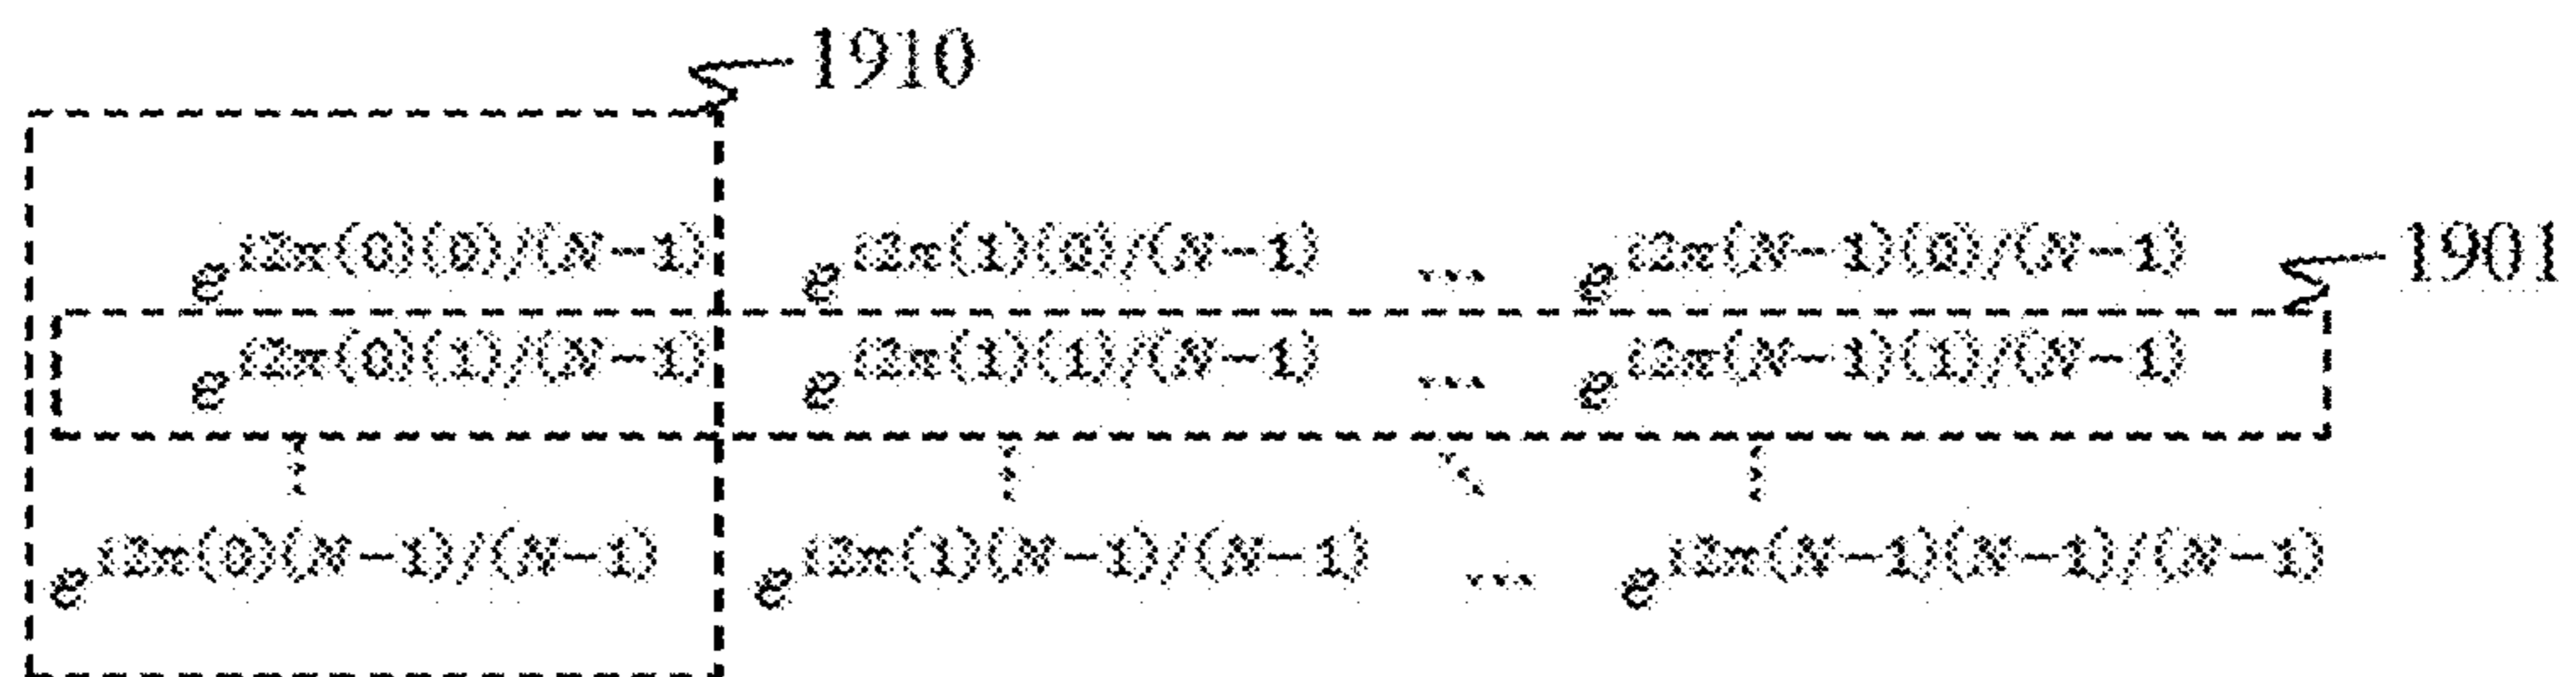 1910
e^{i2π(0)(0)/(N−1)} e^{i2π(1)(0)/(N−1)} ... e^{i2π(N−1)(0)/(N−1)} 1901
e^{i2π(0)(1)/(N−1)} e^{i2π(1)(1)/(N−1)} ... e^{i2π(N−1)(1)/(N−1)}
⋮ ⋮ ⋱ ⋮
e^{i2π(0)(N−1)/(N−1)} e^{i2π(1)(N−1)/(N−1)} ... e^{i2π(N−1)(N−1)/(N−1)}